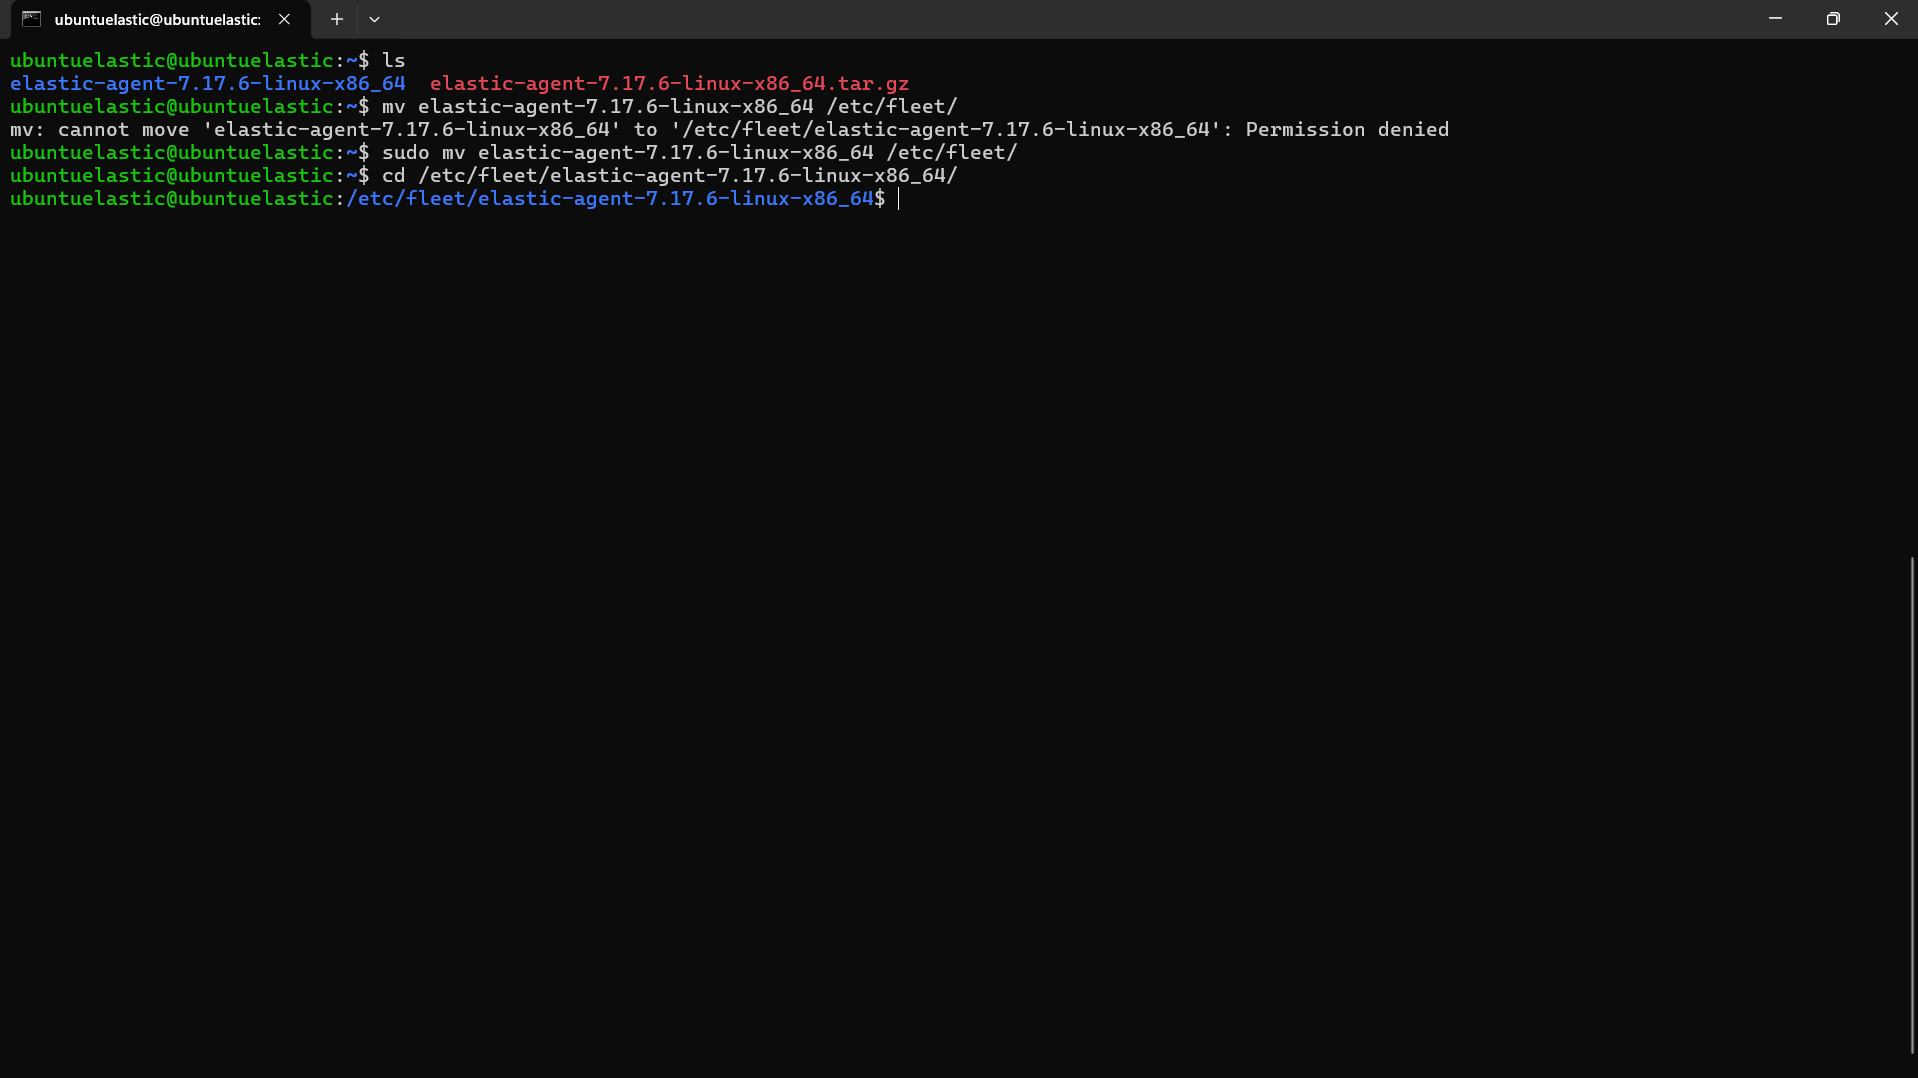 ubuntuelastic@ubuntuelastic:
ubuntuelastic@ubuntuelastic:~$ ls
elastic-agent-7.17.6-linux-x86_64  elastic-agent-7.17.6-linux-x86_64.tar.gz
ubuntuelastic@ubuntuelastic:~$ mv elastic-agent-7.17.6-linux-x86_64 /etc/fleet/
mv: cannot move 'elastic-agent-7.17.6-linux-x86_64' to '/etc/fleet/elastic-agent-7.17.6-linux-x86_64': Permission denied
ubuntuelastic@ubuntuelastic:~$ sudo mv elastic-agent-7.17.6-linux-x86_64 /etc/fleet/
ubuntuelastic@ubuntuelastic:~$ cd /etc/fleet/elastic-agent-7.17.6-linux-x86_64/
ubuntuelastic@ubuntuelastic:/etc/fleet/elastic-agent-7.17.6-linux-x86_64$